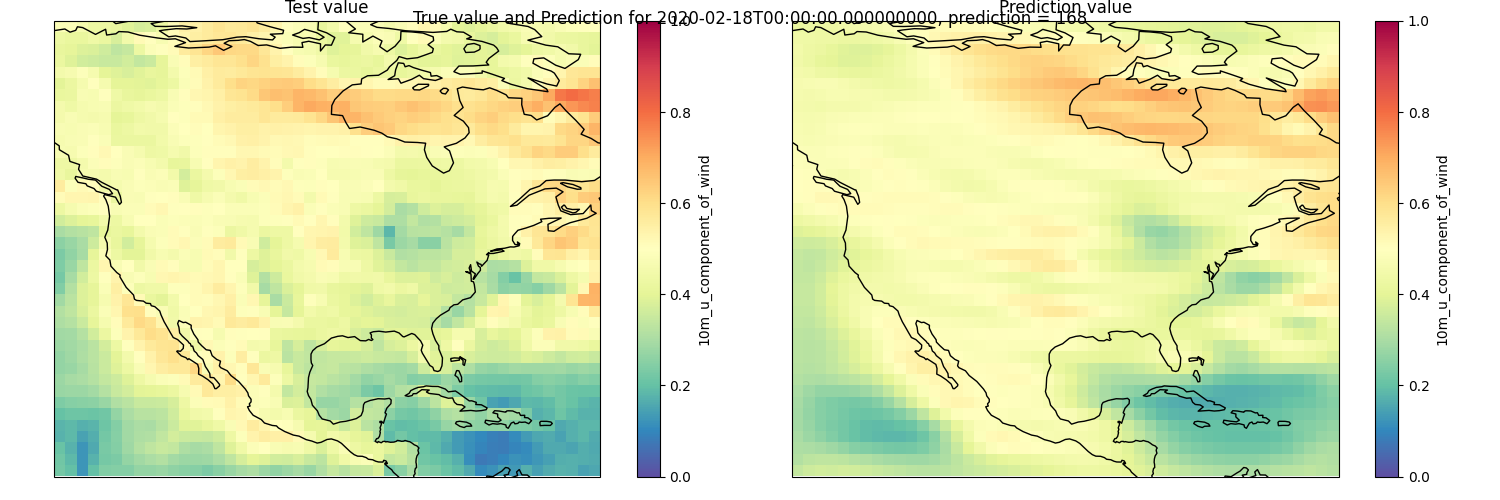 True value and Prediction for 2020-02-18T00:00:00.000000000, prediction = 168
Test value
1.0
0.8
0.6
0.4
0.2
0.0
10m_u_component_of_wind
Prediction value
1.0
0.8
0.6
0.4
0.2
0.0
10m_u_component_of_wind